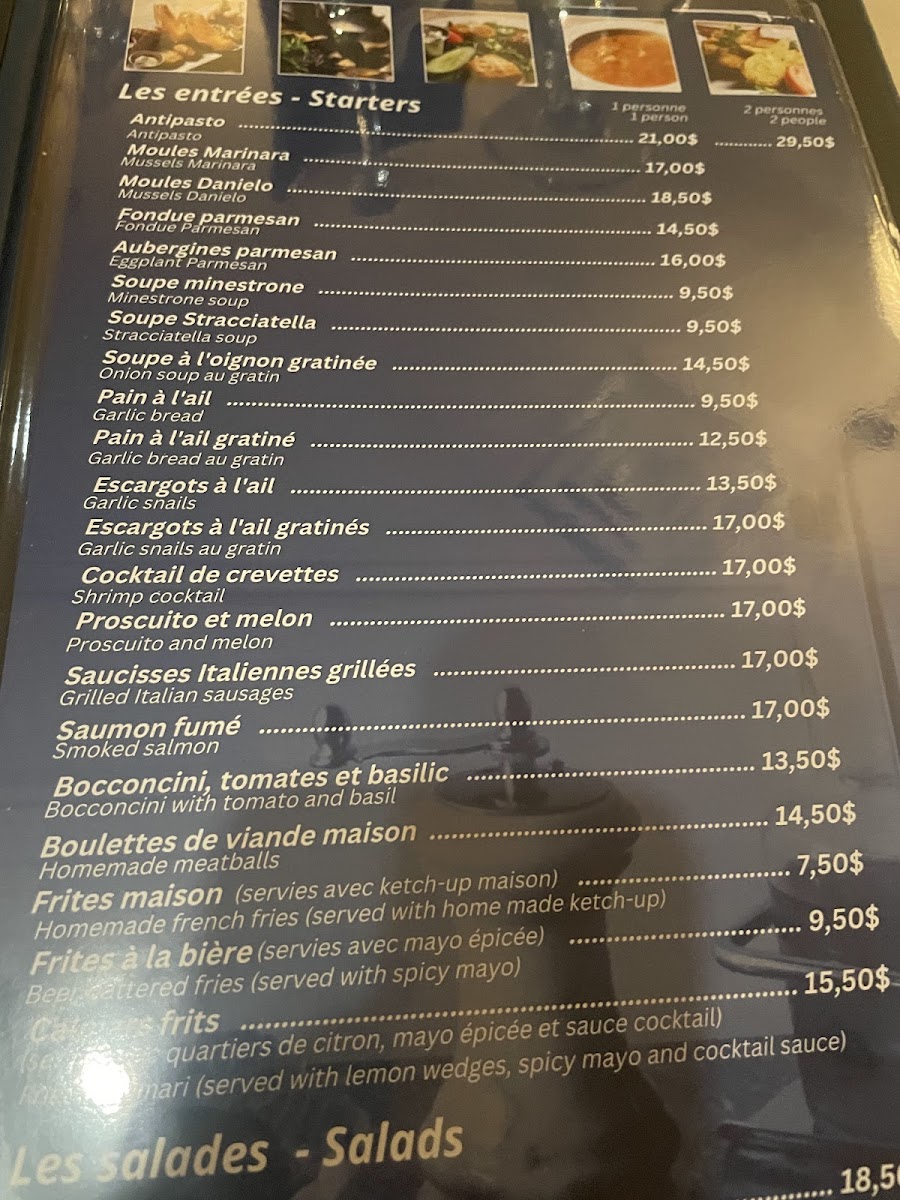 Les entrées - Starters
1 personne 2 personnes
1 person 2 people
Antipasto ........ 21,00$ ........ 29,50$
Antipasto
Moules Marinara ........ 17,00$
Mussels Marinara
Moules Danielo ........ 18,50$
Mussels Danielo
Fondue parmesan ........ 14,50$
Fondue Parmesan
Aubergines parmesan ........ 16,00$
Eggplant Parmesan
Soupe minestrone ........ 9,50$
Minestrone soup
Soupe Stracciatella ........ 9,50$
Stracciatella soup
Soupe à l'oignon gratinée ........ 14,50$
Onion soup au gratin
Pain à l'ail ........ 9,50$
Garlic bread
Pain à l'ail gratiné ........ 12,50$
Garlic bread au gratin
Escargots à l'ail ........ 13,50$
Garlic snails
Escargots à l'ail gratinés ........ 17,00$
Garlic snails au gratin
Cocktail de crevettes ........ 17,00$
Shrimp cocktail
Proscuito et melon ........ 17,00$
Proscuito and melon
Saucisses Italiennes grillées ........ 17,00$
Grilled Italian sausages
Saumon fumé ........ 17,00$
Smoked salmon
Bocconcini, tomates et basilic ........ 13,50$
Bocconcini with tomato and basil
Boulettes de viande maison ........ 14,50$
Homemade meatballs
Frites maison (servies avec ketch-up maison) ........ 7,50$
Homemade french fries (served with home made ketch-up)
Frites à la bière (servies avec mayo épicée) ........ 9,50$
fries (served with spicy mayo)
frits ........ 15,50$
quartiers de citron, mayo épicée et sauce cocktail)
(served with lemon wedges, spicy mayo and cocktail sauce)
Les salades - Salads